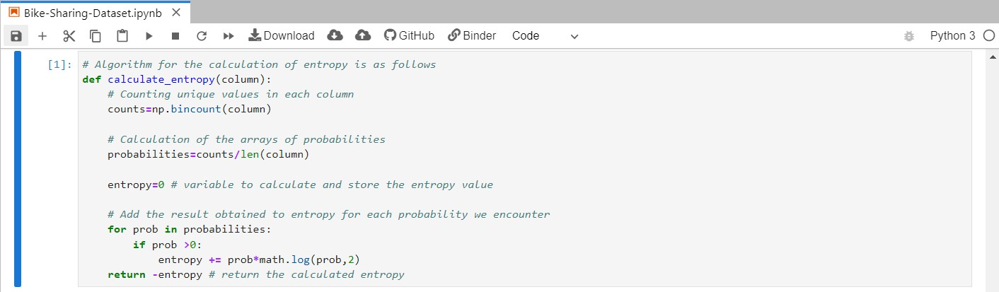 Bike-Sharing-Dataset.ipynb
Download GitHub Binder Code Python 3
[1]: # Algorithm for the calculation of entropy is as follows
def calculate_entropy(column):
    # Counting unique values in each column
    counts=np.bincount(column)
    # Calculation of the arrays of probabilities
    probabilities=counts/len(column)
    entropy=0 # variable to calculate and store the entropy value
    # Add the result obtained to entropy for each probability we encounter
    for prob in probabilities:
        if prob >0:
            entropy += prob*math.log(prob,2)
    return -entropy # return the calculated entropy